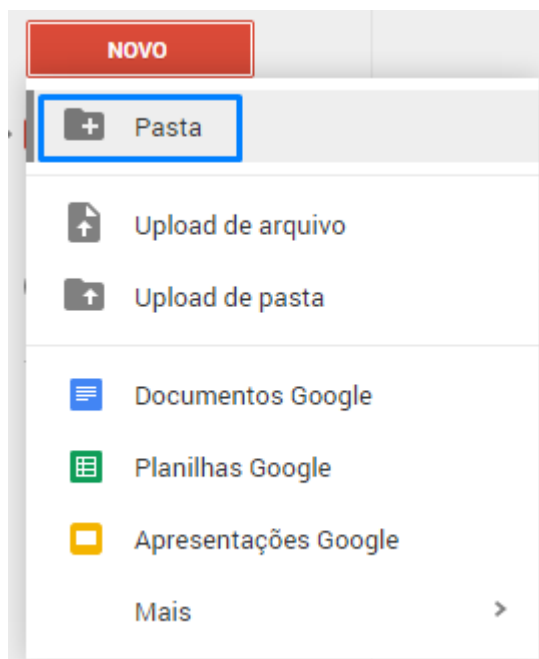 NOVO
Pasta
Upload de arquivo
Upload de pasta
Documentos Google
Planilhas Google
Apresentações Google
Mais